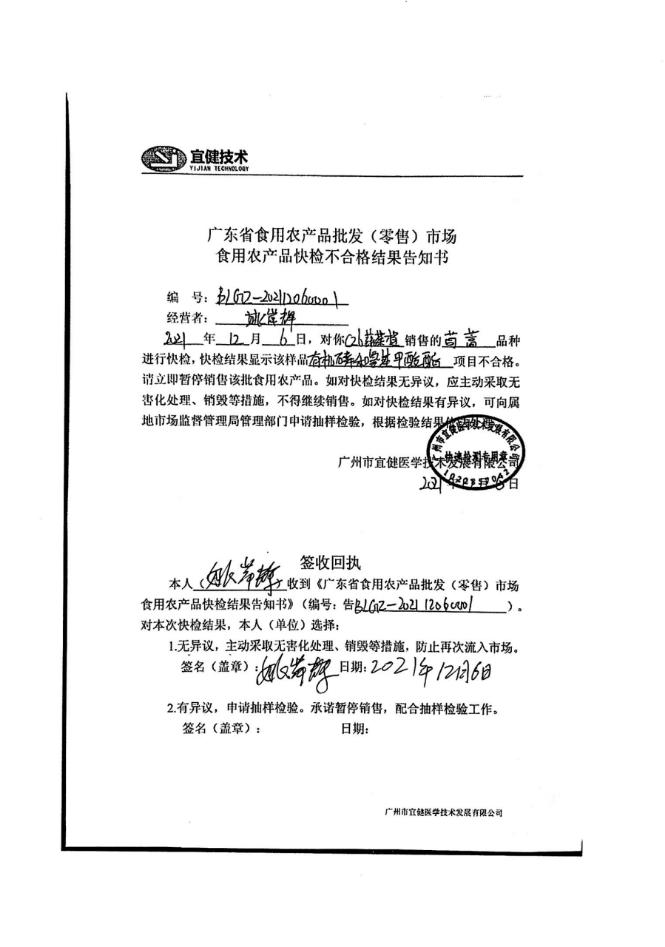 宜健技术
YIJIAN TECHNOLOGY
广东省食用农产品批发（零售）市场
食用农产品快检不合格结果告知书
编 号：BLGZ-202112060001
经营者：
2021 年 12 月 6 日，对你C26蔬菜档 销售的 茼蒿 品种
进行快检，快检结果显示该样品有机磷和氨基甲酸酯 项目不合格。
请立即暂停销售该批食用农产品。如对快检结果无异议，应主动采取无
害化处理、销毁等措施，不得继续销售。如对快检结果有异议，可向属
地市场监督管理局管理部门申请抽样检验，根据检验结果
广州市宜健医学技术发展有限公司
快速检测专用章
2021年 日
签收回执
本人（ ）收到《广东省食用农产品批发（零售）市场
食用农产品快检结果告知书》（编号：告BLGZ-202112060001 ）。
对本次快检结果，本人（单位）选择：
1.无异议，主动采取无害化处理、销毁等措施，防止再次流入市场。
签名（盖章）： 日期：2021年12月6日
2.有异议，申请抽样检验。承诺暂停销售，配合抽样检验工作。
签名（盖章）： 日期：
广州市宜健医学技术发展有限公司